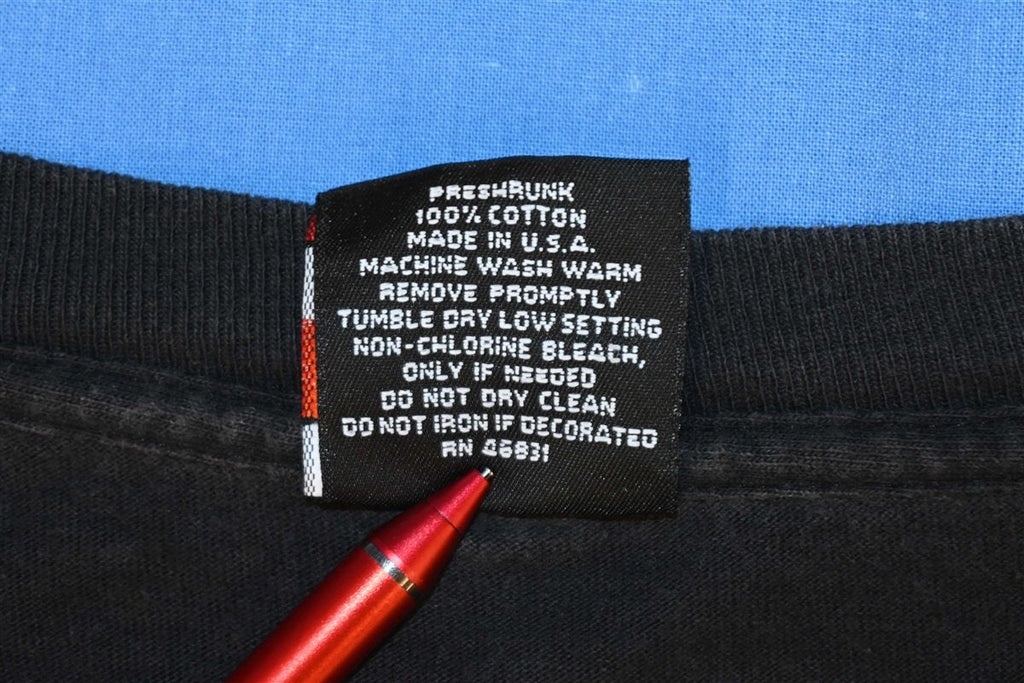 PRESHRUNK
100% COTTON
MADE IN U.S.A.
MACHINE WASH WARM
REMOVE PROMPTLY
TUMBLE DRY LOW SETTING
NON-CHLORINE BLEACH,
ONLY IF NEEDED
DO NOT DRY CLEAN
DO NOT IRON IF DECORATED
RN 46831